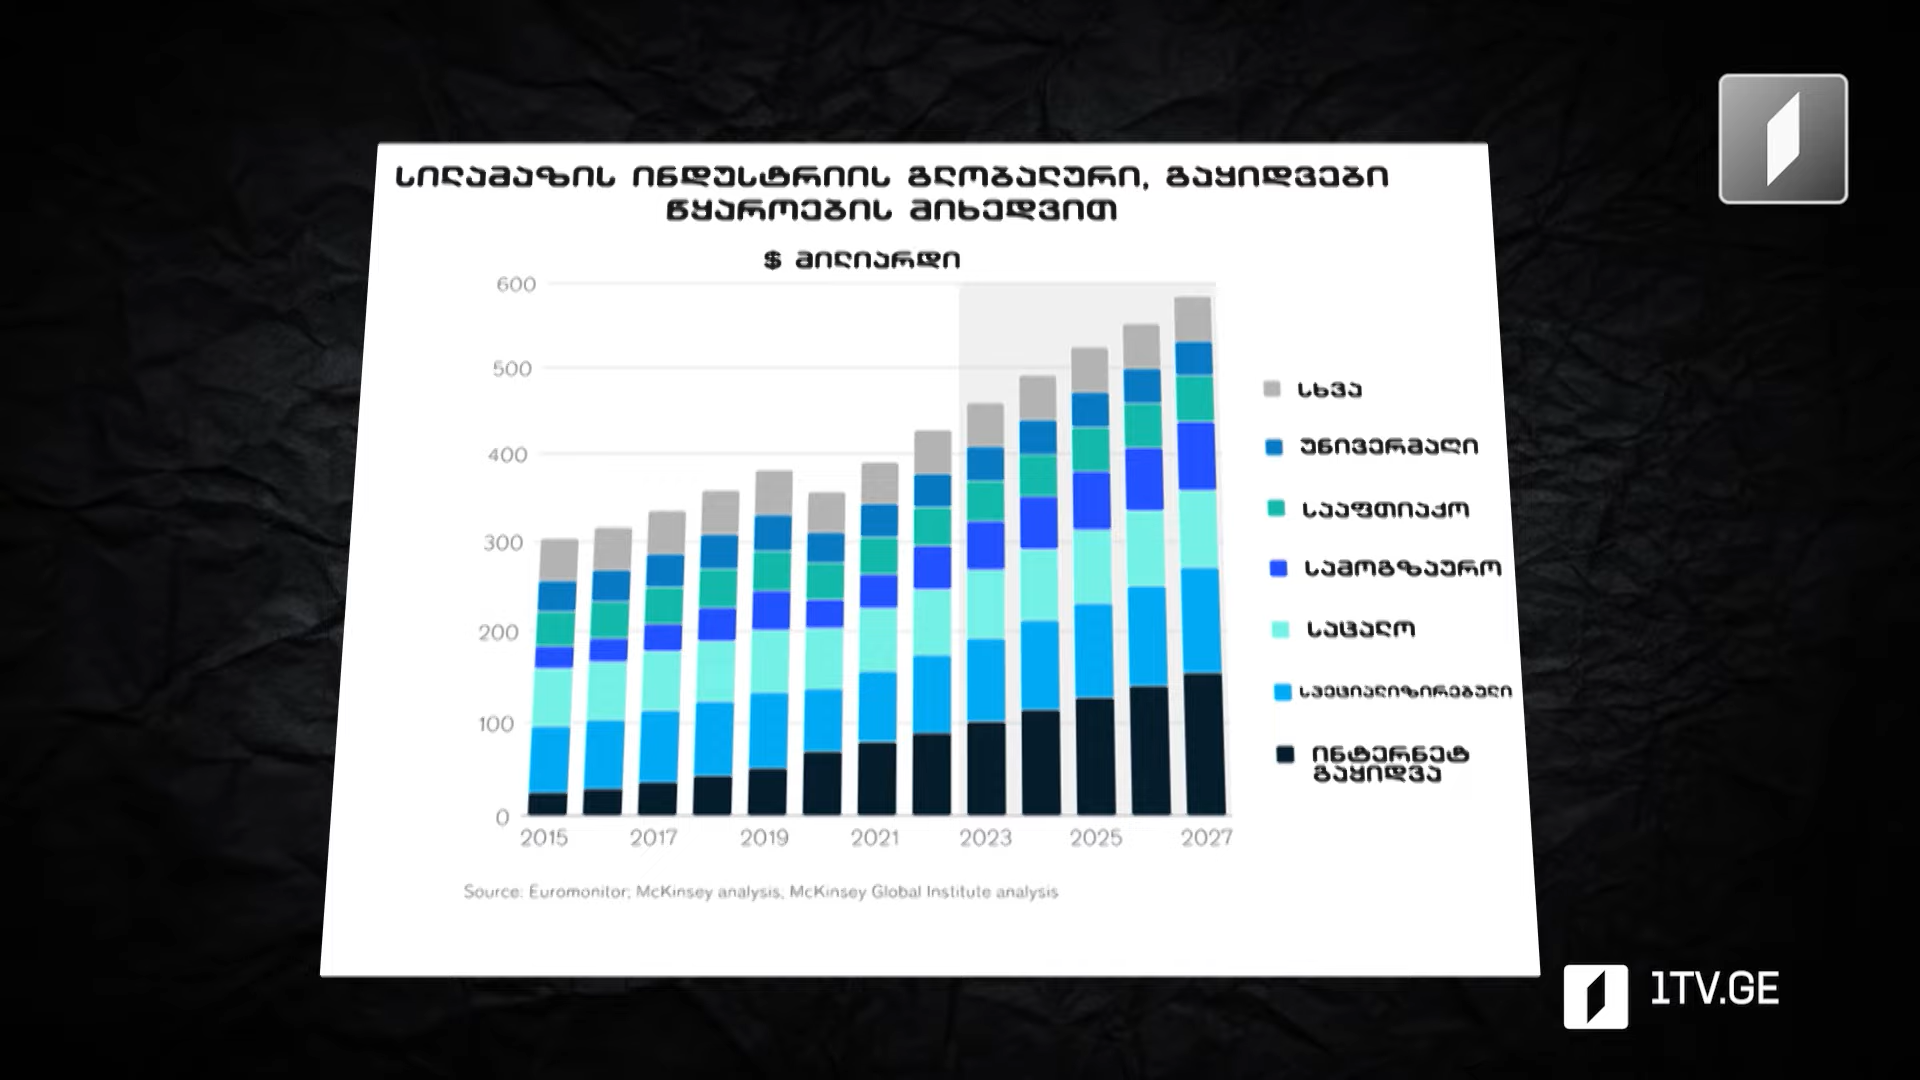 სილამაზის ინდუსტრიის გლობალური, გაყიდვები
წყაროების მიხედვით
$ მილიარდი
600
500
400
300
200
100
0
2015 2017 2019 2021 2023 2025 2027
სხვა
უნივერმალი
სააფთიაქო
სამოგზაურო
საცალო
სპეციალიზირებული
ინტერნეტ
გაყიდვა
Source: Euromonitor; McKinsey analysis, McKinsey Global Institute analysis
1TV.GE